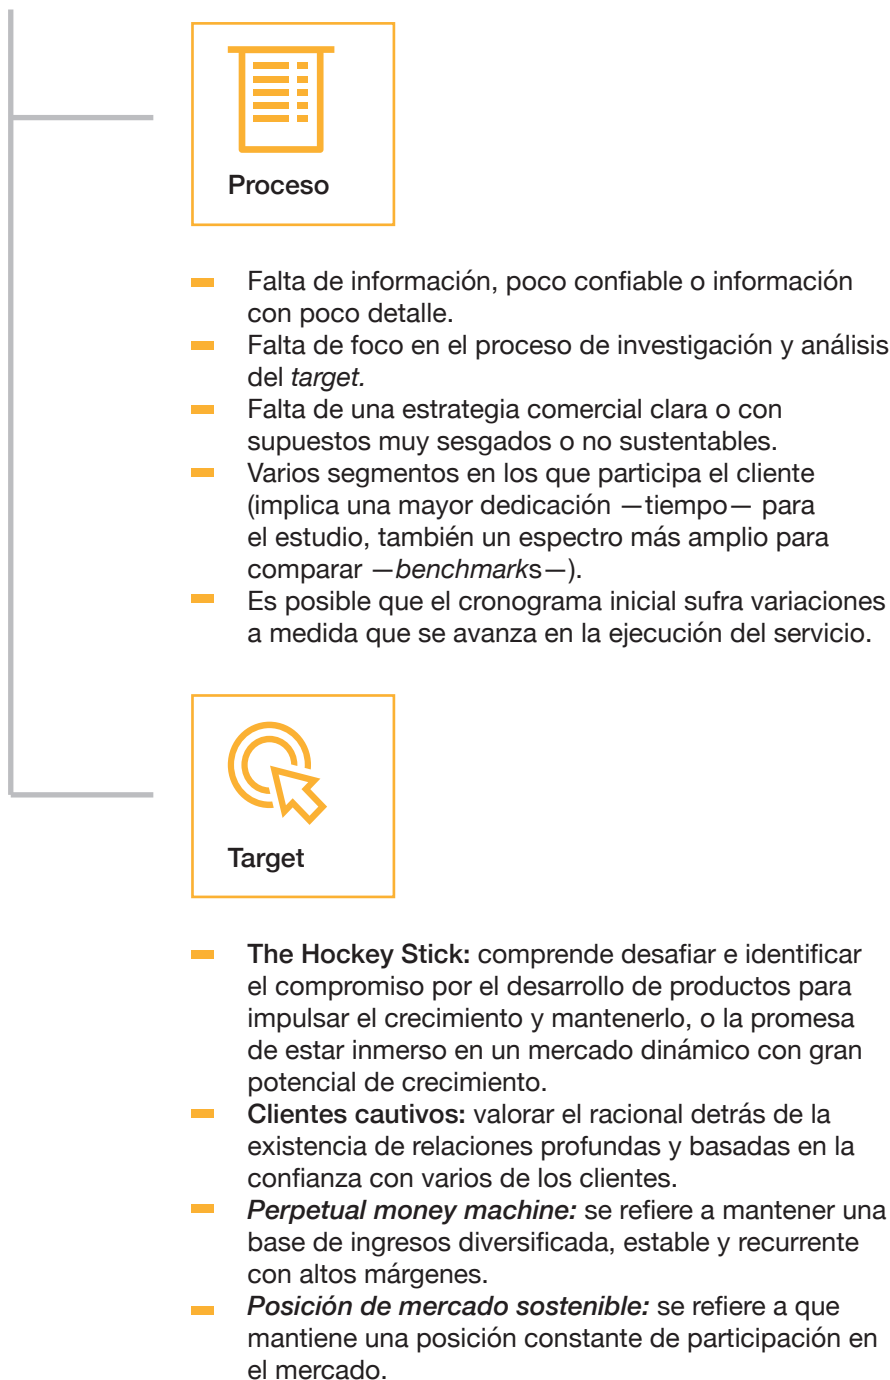 Proceso
Falta de información, poco confiable o información
con poco detalle.
Falta de foco en el proceso de investigación y análisis
del target.
Falta de una estrategia comercial clara o con
supuestos muy sesgados o no sustentables.
Varios segmentos en los que participa el cliente
(implica una mayor dedicación —tiempo— para
el estudio, también un espectro más amplio para
comparar —benchmarks—).
Es posible que el cronograma inicial sufra variaciones
a medida que se avanza en la ejecución del servicio.
Target
The Hockey Stick: comprende desafiar e identificar
el compromiso por el desarrollo de productos para
impulsar el crecimiento y mantenerlo, o la promesa
de estar inmerso en un mercado dinámico con gran
potencial de crecimiento.
Clientes cautivos: valorar el racional detrás de la
existencia de relaciones profundas y basadas en la
confianza con varios de los clientes.
Perpetual money machine: se refiere a mantener una
base de ingresos diversificada, estable y recurrente
con altos márgenes.
Posición de mercado sostenible: se refiere a que
mantiene una posición constante de participación en
el mercado.